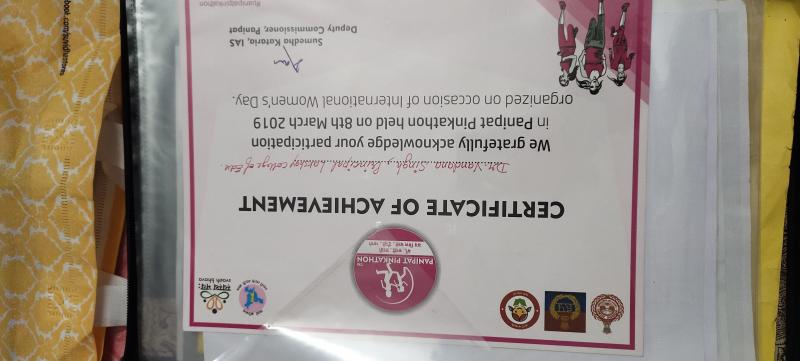 PANIPAT PINKATHON
CERTIFICATE OF ACHIEVEMENT
Dr. Vandana Singh, Principal Lakshay College of Edu.
We gratefully acknowledge your participation
in Panipat Pinkathon held on 8th March 2019
organized on occasion of International Women's Day.
Sumedha Kataria, IAS
Deputy Commissioner, Panipat
#panipatpinkathon